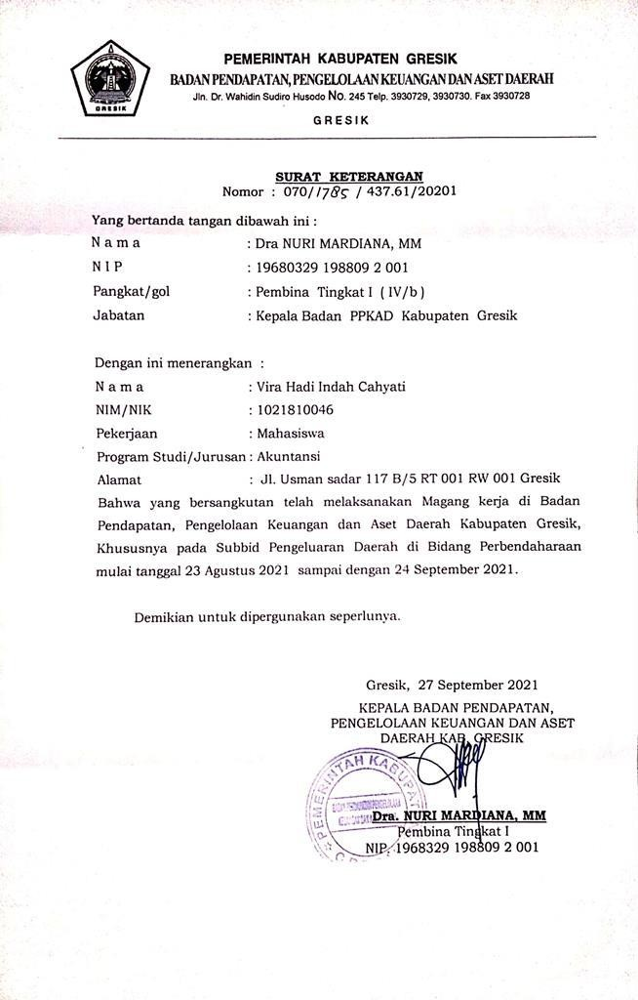 GRESIK
PEMERINTAH KABUPATEN GRESIK
BADAN PENDAPATAN, PENGELOLAAN KEUANGAN DAN ASET DAERAH
Jln. Dr. Wahidin Sudiro Husodo No. 245 Telp. 3930729, 3930730. Fax 3930728
GRESIK
SURAT KETERANGAN
Nomor : 070/1785 / 437.61/20201
Yang bertanda tangan dibawah ini :
N a m a : Dra NURI MARDIANA, MM
N I P : 19680329 198809 2 001
Pangkat/gol : Pembina Tingkat I ( IV/b )
Jabatan : Kepala Badan PPKAD Kabupaten Gresik
Dengan ini menerangkan :
N a m a : Vira Hadi Indah Cahyati
NIM/NIK : 1021810046
Pekerjaan : Mahasiswa
Program Studi/Jurusan : Akuntansi
Alamat : Jl. Usman sadar 117 B/5 RT 001 RW 001 Gresik
Bahwa yang bersangkutan telah melaksanakan Magang kerja di Badan
Pendapatan, Pengelolaan Keuangan dan Aset Daerah Kabupaten Gresik,
Khususnya pada Subbid Pengeluaran Daerah di Bidang Perbendaharaan
mulai tanggal 23 Agustus 2021 sampai dengan 24 September 2021.
Demikian untuk dipergunakan seperlunya.
Gresik, 27 September 2021
KEPALA BADAN PENDAPATAN,
PENGELOLAAN KEUANGAN DAN ASET
DAERAH KAB. GRESIK
PEMERINTAH KABUPAT
Dra. NURI MARDIANA, MM
Pembina Tingkat I
NIP. 1968329 198809 2 001